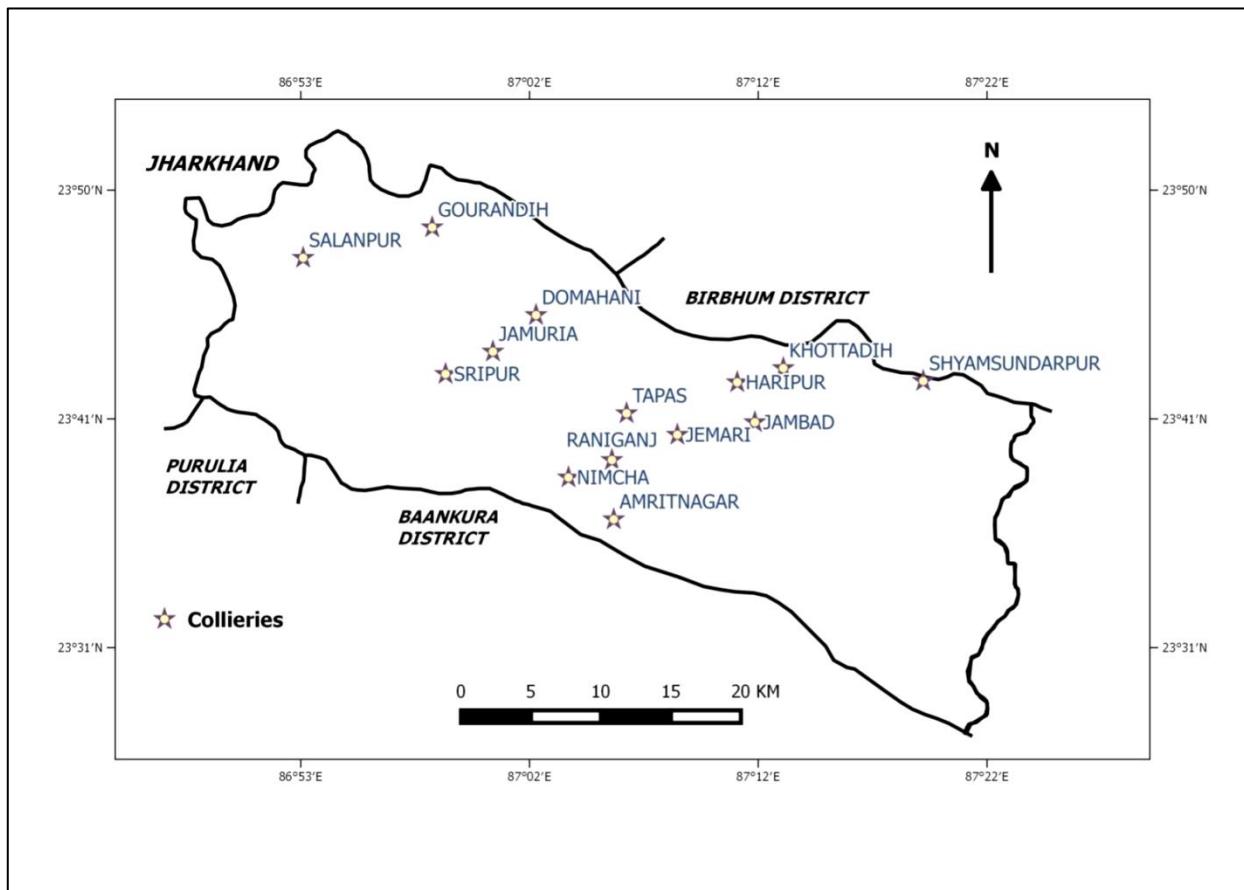 86°53'E
87°02'E
87°12'E
87°22'E
N
JHARKHAND
23°50'N
23°50'N
GOURANDIH
SALANPUR
DOMAHANI
BIRBHUM DISTRICT
JAMURIA
KHOTTADIH
SHYAMSUNDARPUR
SRIPUR
HARIPUR
TAPAS
23°41'N
23°41'N
JAMBAD
JEMARI
RANIGANJ
PURULIA
DISTRICT
NIMCHA
AMRITNAGAR
BAANKURA
DISTRICT
Collieries
23°31'N
23°31'N
0 5 10 15 20 KM
86°53'E
87°02'E
87°12'E
87°22'E